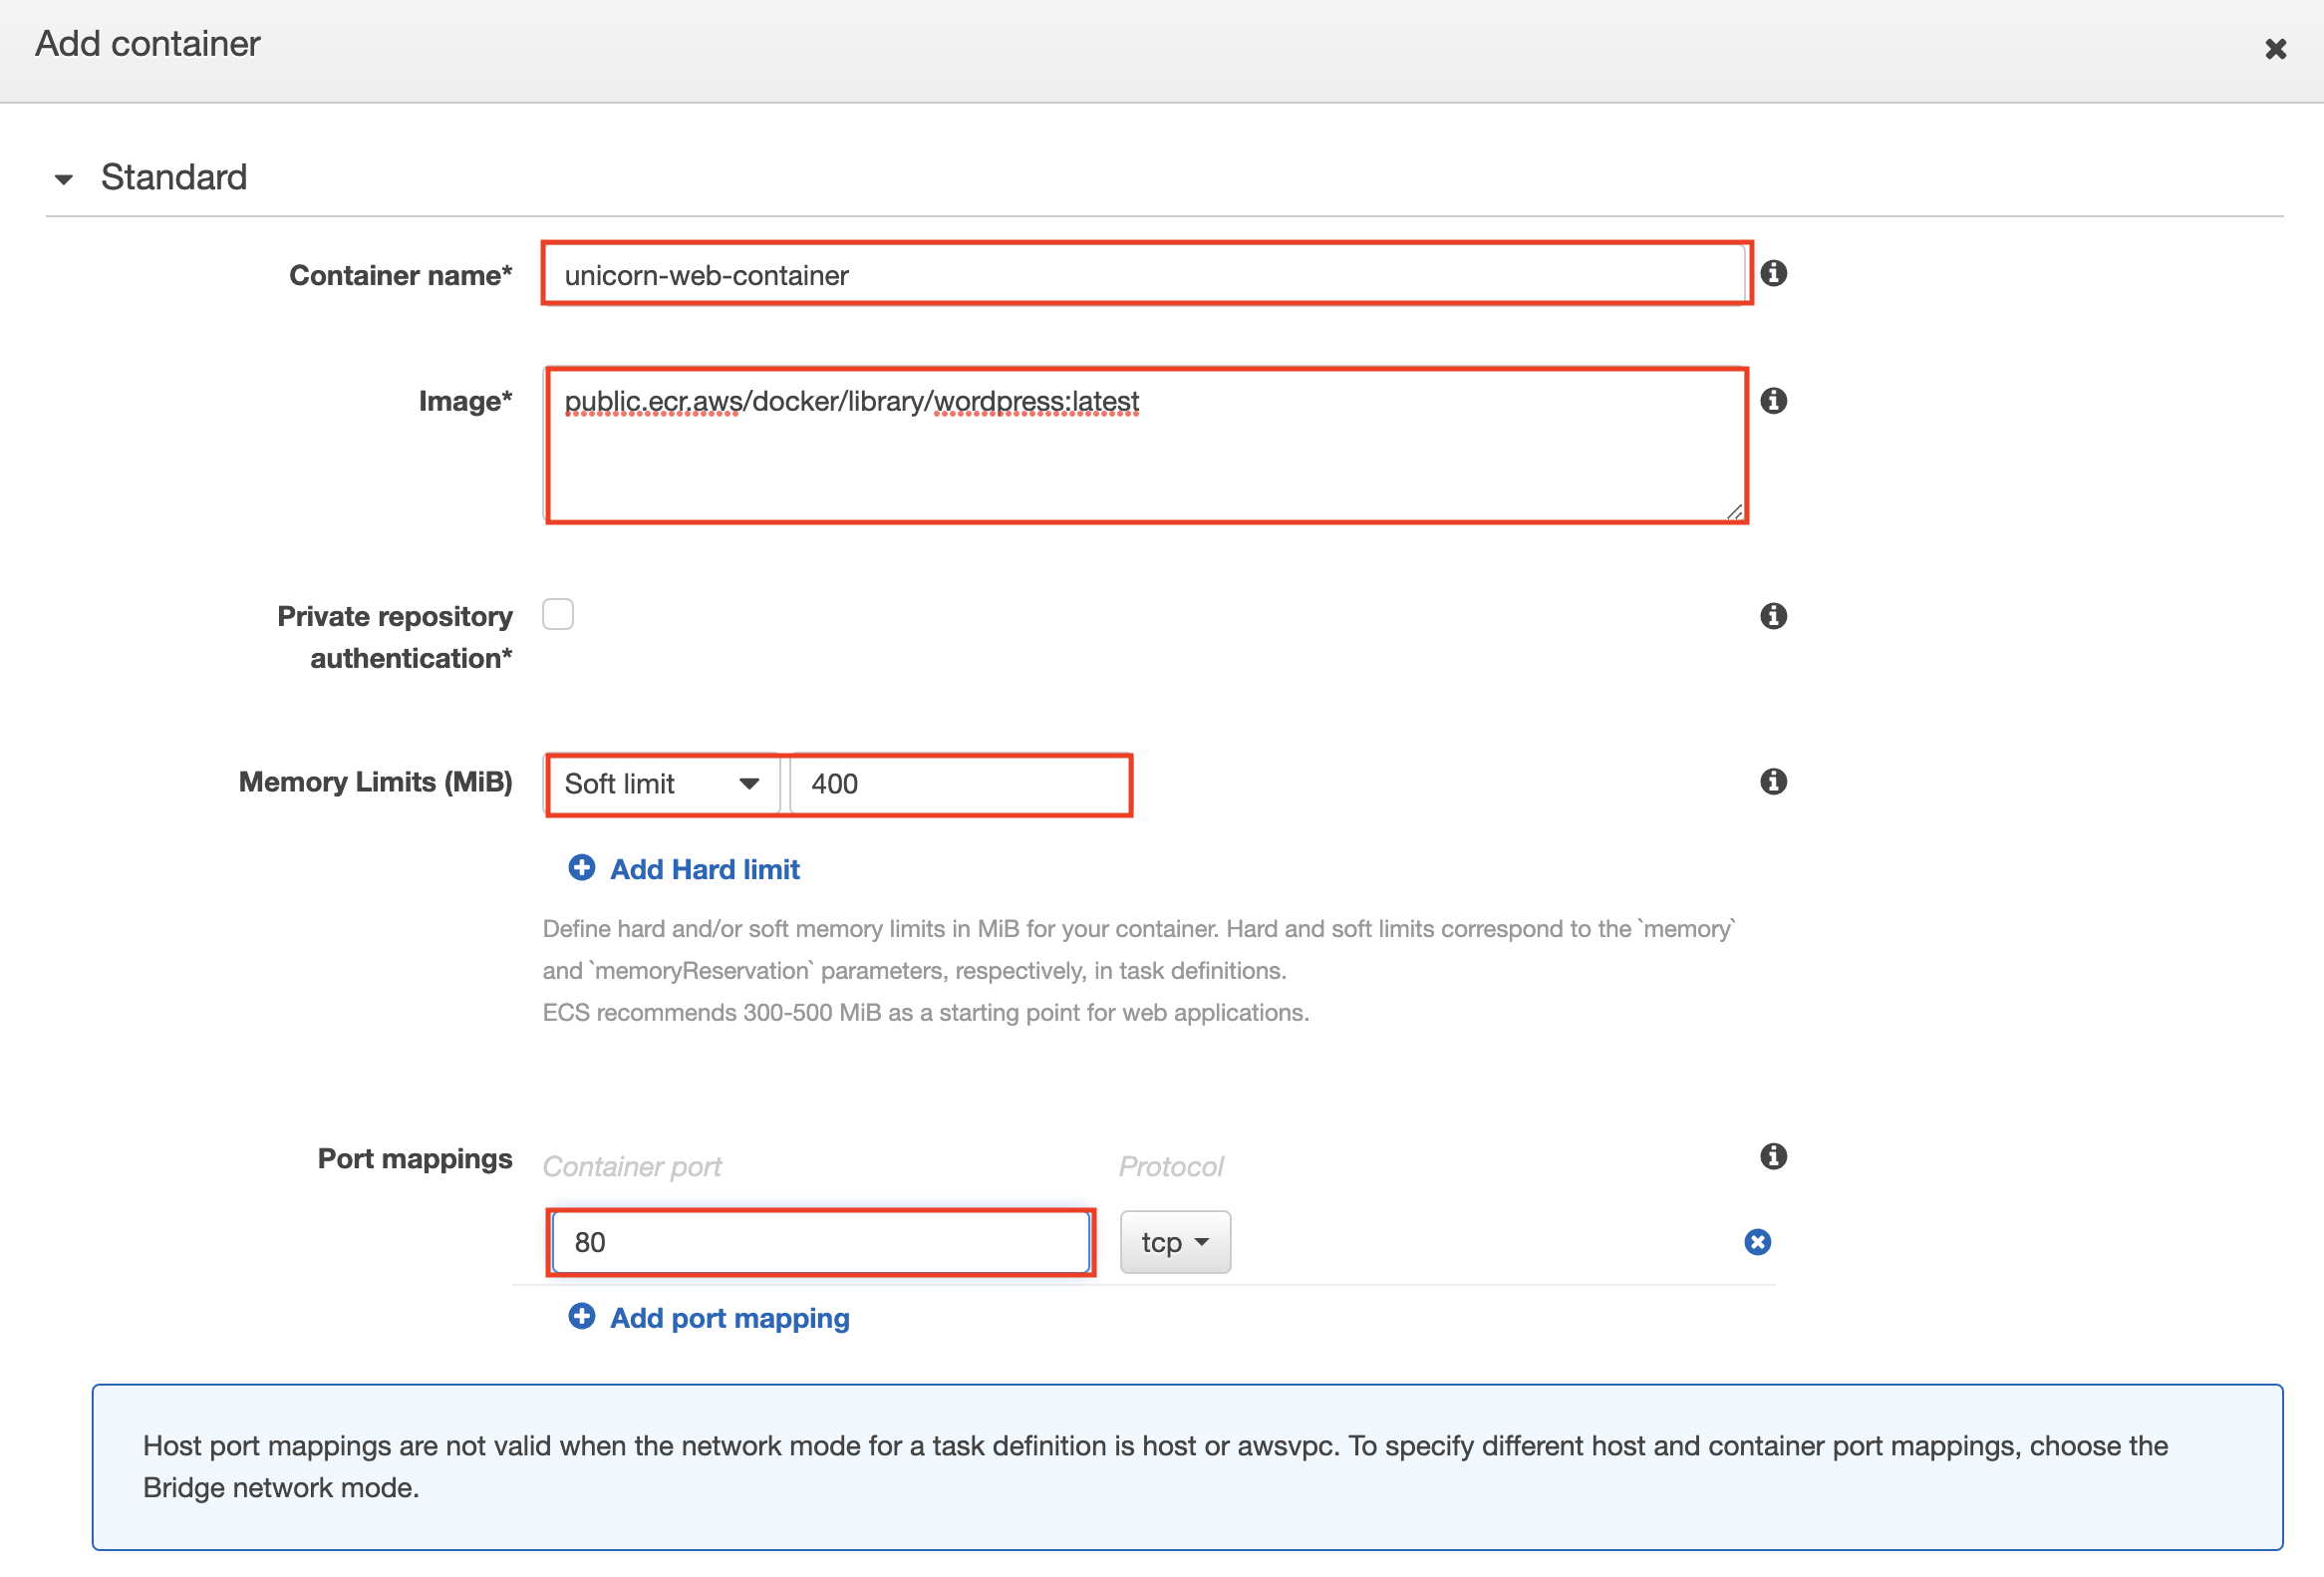 Add container
Standard
Container name*
unicorn-web-container
Image*
public.ecr.aws/docker/library/wordpress:latest
Private repository
authentication*
Memory Limits (MiB)
Soft limit
400
Add Hard limit
Define hard and/or soft memory limits in MiB for your container. Hard and soft limits correspond to the `memory`
and `memoryReservation` parameters, respectively, in task definitions.
ECS recommends 300-500 MiB as a starting point for web applications.
Port mappings
Container port
Protocol
80
tcp
Add port mapping
Host port mappings are not valid when the network mode for a task definition is host or awsvpc. To specify different host and container port mappings, choose the
Bridge network mode.